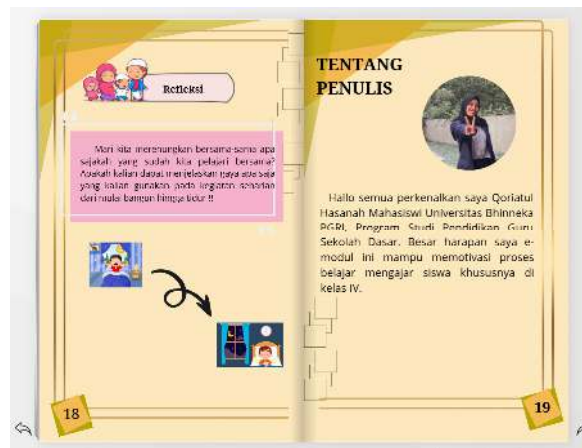 Refleksi
Mari kita merenungkan bersama-sama apa
sajakah yang sudah kita pelajari bersama?
Apakah kalian dapat menjelaskan gaya apa saja
yang kalian gunakan pada kegiatan seharian
dari mulai bangun hingga tidur !!
18
TENTANG
PENULIS
Hallo semua perkenalkan saya Qoriatul
Hasanah Mahasiswi Universitas Bhinneka
PGRI, Program Studi Pendidikan Guru
Sekolah Dasar. Besar harapan saya e-
modul ini mampu memotivasi proses
belajar mengajar siswa khususnya di
kelas IV.
19